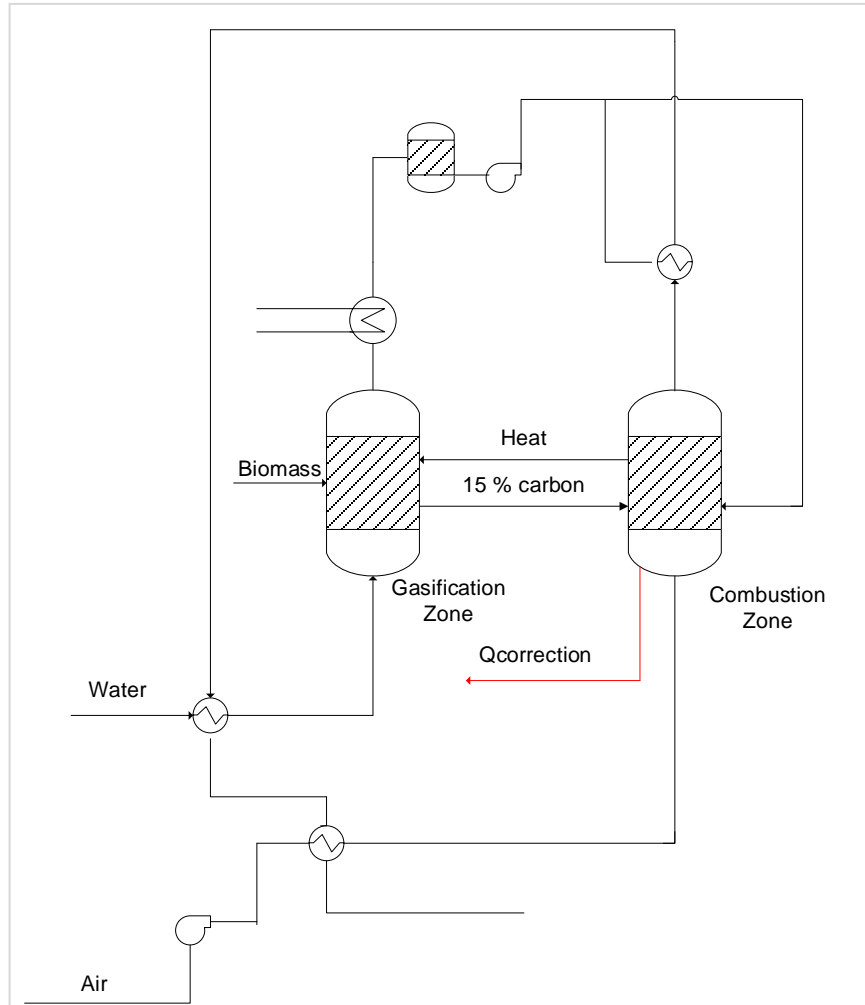 Heat
Biomass
15 % carbon
Gasification
Zone
Combustion
Zone
Qcorrection
Water
Air